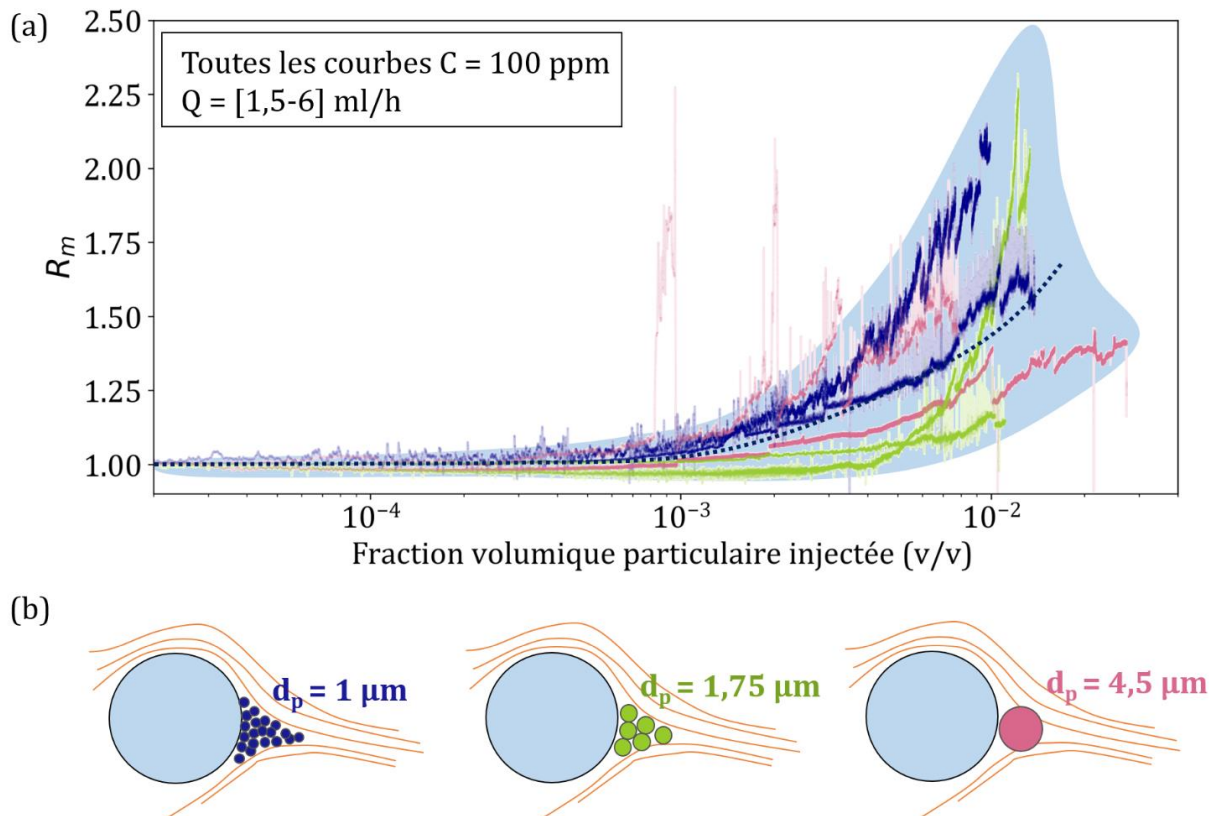 (a)
2.50
2.25
2.00
1.75
1.50
1.25
1.00
R_m
Toutes les courbes C = 100 ppm
Q = [1,5-6] ml/h
10⁻⁴
10⁻³
10⁻²
Fraction volumique particulaire injectée (v/v)
(b)
d_p = 1 µm
d_p = 1,75 µm
d_p = 4,5 µm